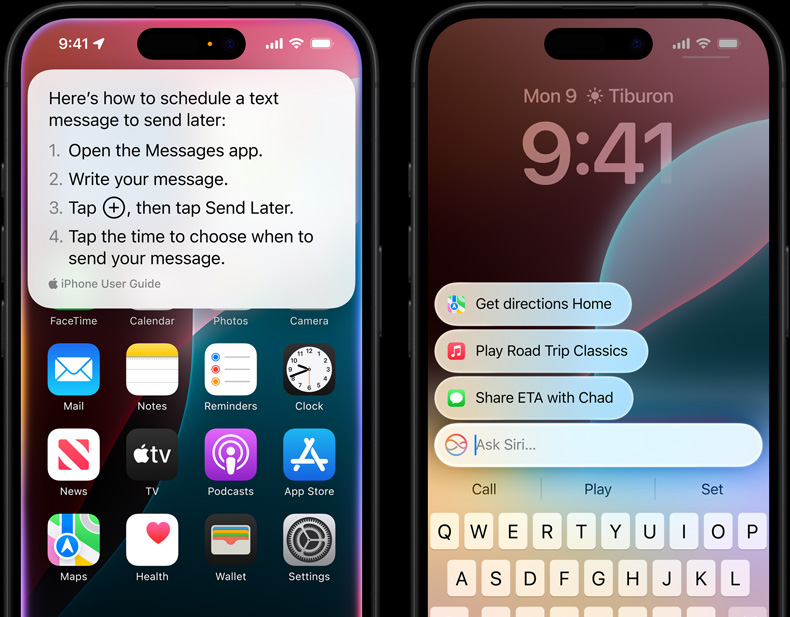 9:41
Here’s how to schedule a text
message to send later:
1. Open the Messages app.
2. Write your message.
3. Tap ⊕, then tap Send Later.
4. Tap the time to choose when to
send your message.
iPhone User Guide
FaceTime Calendar Photos Camera
Mail Notes Reminders Clock
tv
News TV Podcasts App Store
Maps Health Wallet Settings
Mon 9 Tiburon
9:41
Get directions Home
Play Road Trip Classics
Share ETA with Chad
Ask Siri...
Call Play Set
Q W E R T Y U I O P
A S D F G H J K L